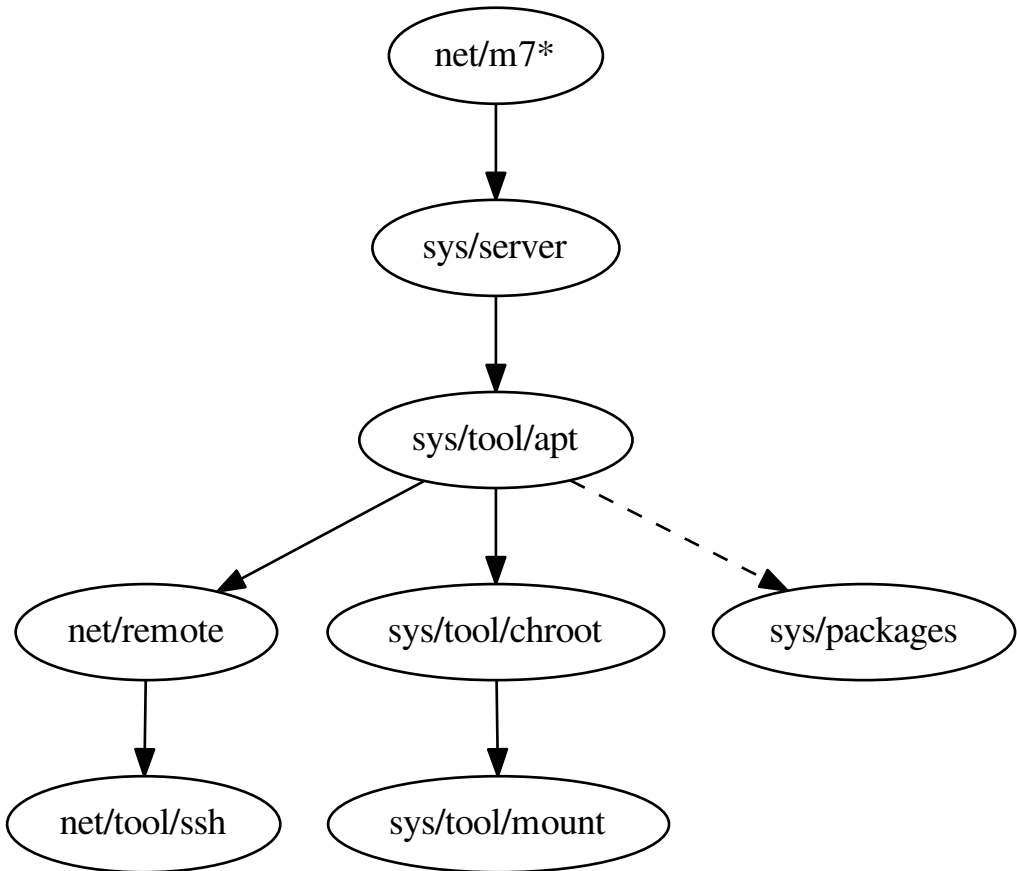 net/m7*
sys/server
sys/tool/apt
net/remote
sys/tool/chroot
sys/packages
net/tool/ssh
sys/tool/mount